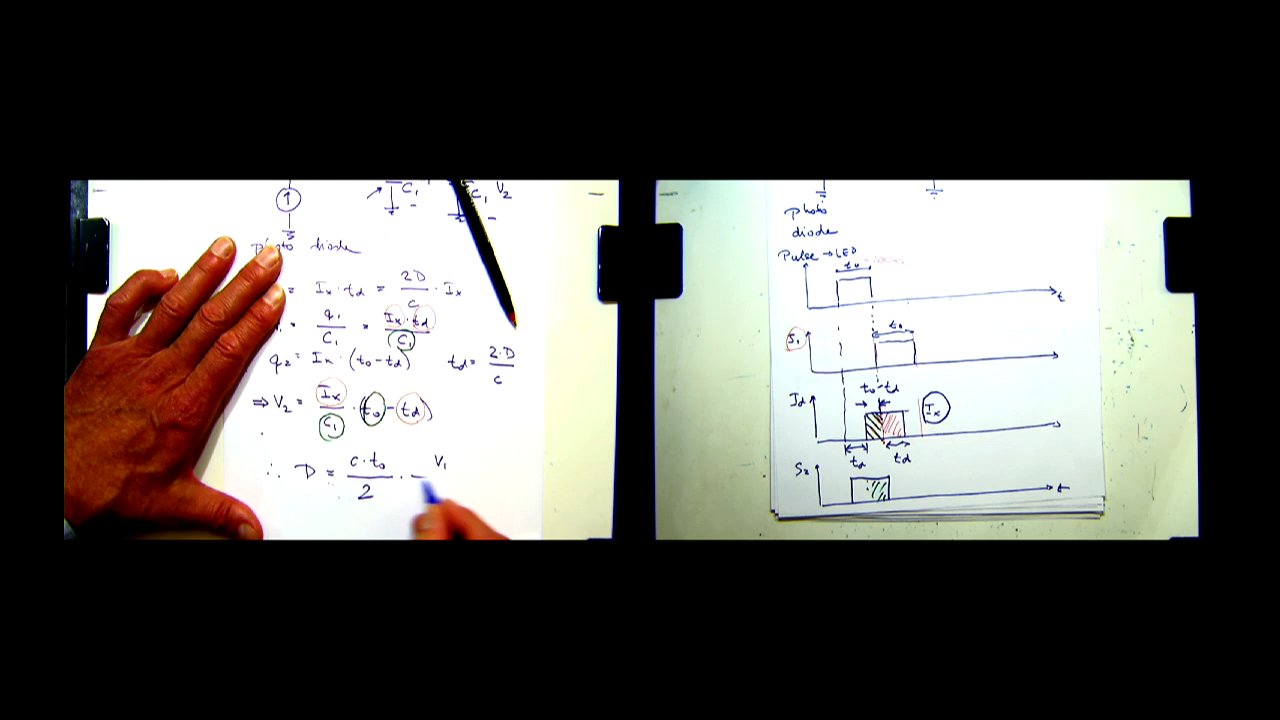 C₁ C₁ V₂
photo diode
= Iₓ · t_d = 2D/c · Iₓ
= q₁/C₁ = Iₓ · t_d/C₁
q₂ = Iₓ · (t₀ - t_d) t_d = 2·D/c
⇒ V₂ = Iₓ/C₁ · (t₀ - t_d)
∴ D = c · t₀/2 · V₁
photo
diode
Pulse → LED
t₀
t
S₁ t₀
t₀-t_d
I_d Iₓ
t_d t_d
S₂ t